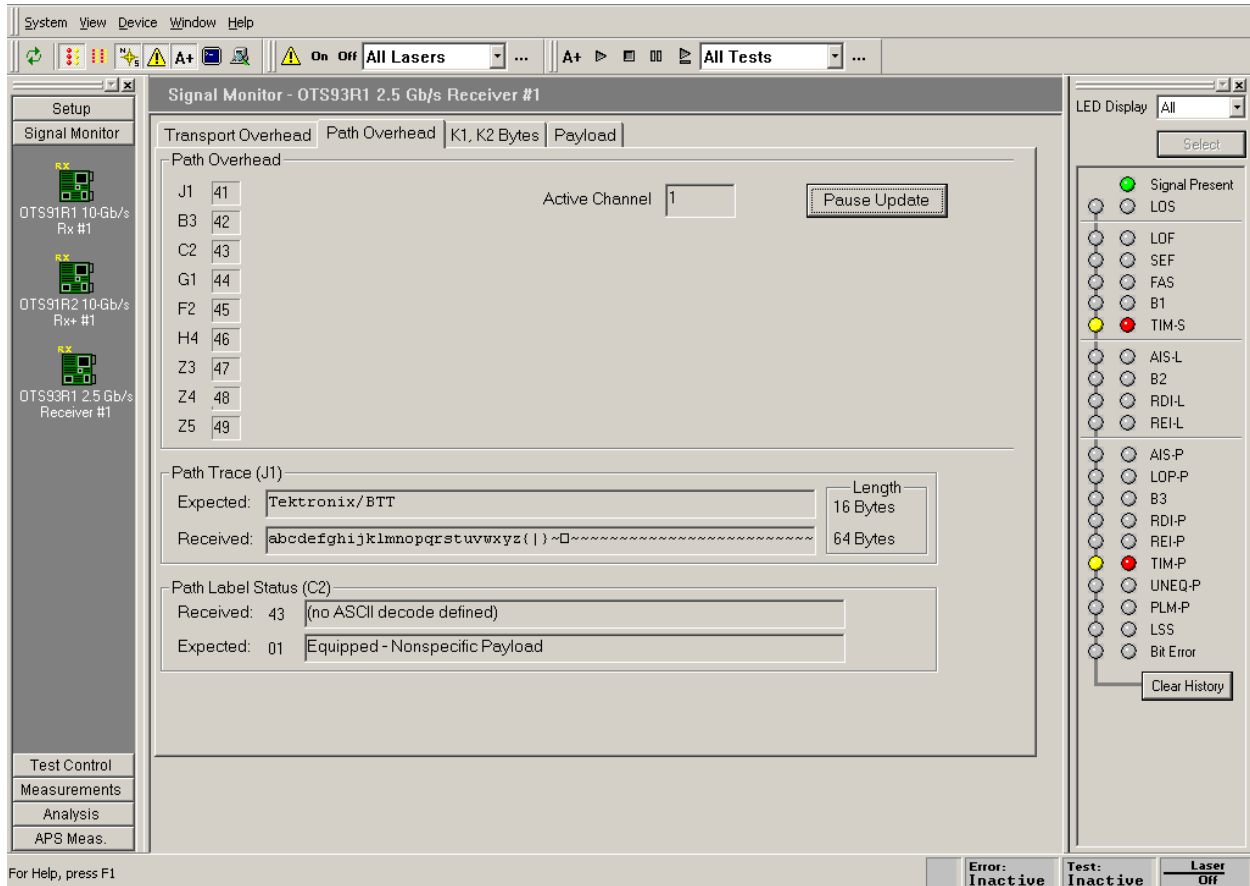 System View Device Window Help
A+ On Off All Lasers ... A+ All Tests ...
Setup
Signal Monitor
RX
OTS91R1 10-Gb/s
Rx #1
RX
OTS91R2 10-Gb/s
Rx+ #1
RX
OTS93R1 2.5 Gb/s
Receiver #1
Test Control
Measurements
Analysis
APS Meas.
Signal Monitor - OTS93R1 2.5 Gb/s Receiver #1
Transport Overhead Path Overhead K1, K2 Bytes Payload
Path Overhead
J1 41
B3 42
C2 43
G1 44
F2 45
H4 46
Z3 47
Z4 48
Z5 49
Active Channel 1 Pause Update
Path Trace (J1)
Length
Expected: Tektronix/BTT 16 Bytes
Received: abcdefghijklmnopqrstuvwxyz{|}~□~~~~~~~~~~~~~~~~~~~~~~~~~ 64 Bytes
Path Label Status (C2)
Received: 43 (no ASCII decode defined)
Expected: 01 Equipped - Nonspecific Payload
LED Display All
Select
Signal Present
LOS
LOF
SEF
FAS
B1
TIM-S
AIS-L
B2
RDI-L
REI-L
AIS-P
LOP-P
B3
RDI-P
REI-P
TIM-P
UNEQ-P
PLM-P
LSS
Bit Error
Clear History
For Help, press F1
Error:
Inactive
Test:
Inactive
Laser
Off